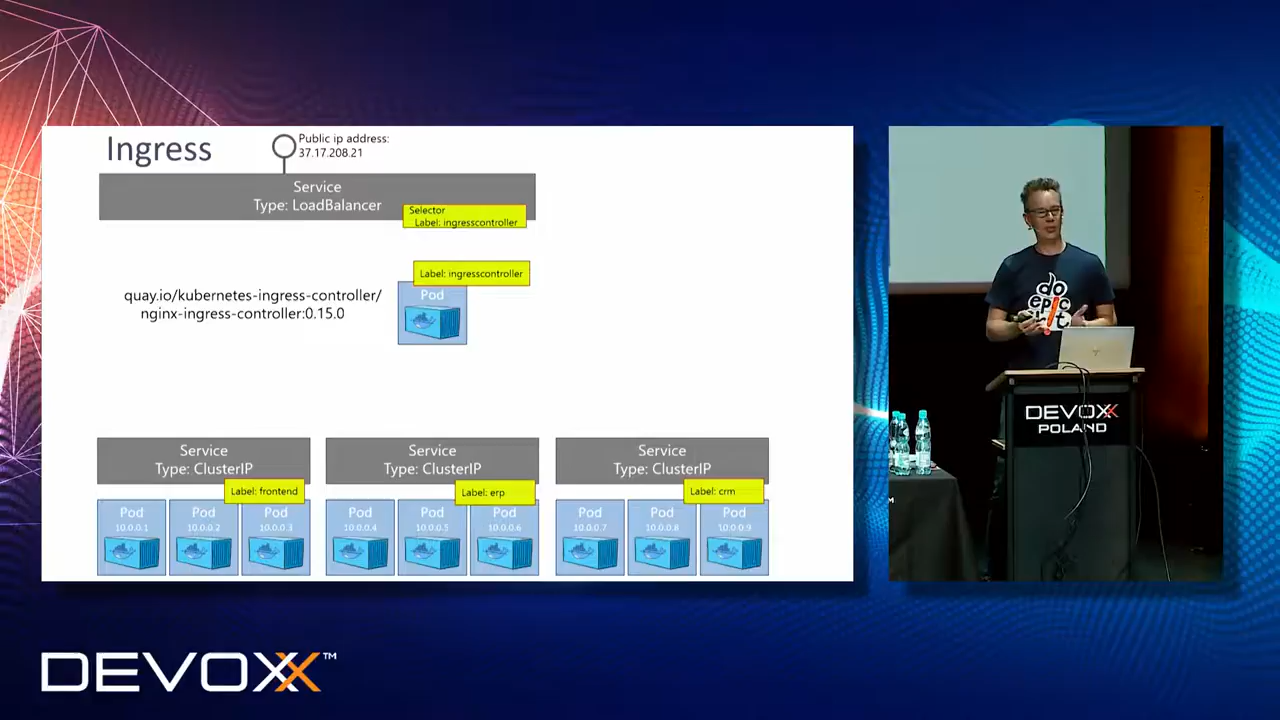 Ingress
Public ip address:
37.17.208.21
Service
Type: LoadBalancer
Selector
Label: ingresscontroller
Label: ingresscontroller
Pod
quay.io/kubernetes-ingress-controller/
nginx-ingress-controller:0.15.0
Service
Type: ClusterIP
Label: frontend
Pod
10.0.0.1
Pod
10.0.0.2
Pod
10.0.0.3
Service
Type: ClusterIP
Label: erp
Pod
10.0.0.4
Pod
10.0.0.5
Pod
10.0.0.6
Service
Type: ClusterIP
Label: crm
Pod
10.0.0.7
Pod
10.0.0.8
Pod
10.0.0.9
do
epic
DEVOXX
POLAND
DEVOXX™